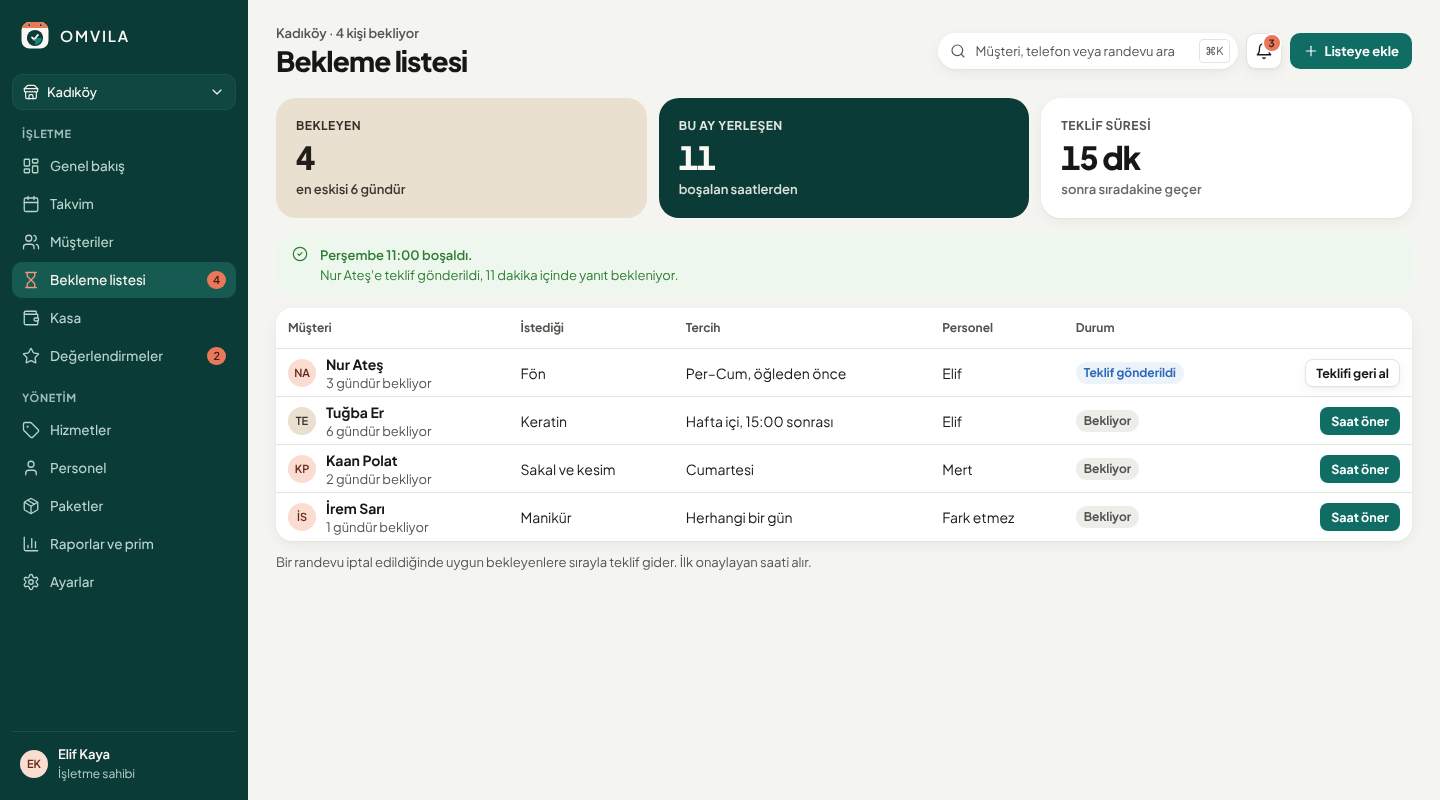 OMVILA
Kadıköy
İŞLETME
Genel bakış
Takvim
Müşteriler
Bekleme listesi 4
Kasa
Değerlendirmeler 2
YÖNETİM
Hizmetler
Personel
Paketler
Raporlar ve prim
Ayarlar
EK Elif Kaya
İşletme sahibi
Kadıköy · 4 kişi bekliyor
Bekleme listesi
Müşteri, telefon veya randevu ara ⌘K
3
Listeye ekle
BEKLEYEN
4
en eskisi 6 gündür
BU AY YERLEŞEN
11
boşalan saatlerden
TEKLİF SÜRESİ
15 dk
sonra sıradakine geçer
Perşembe 11:00 boşaldı.
Nur Ateş'e teklif gönderildi, 11 dakika içinde yanıt bekleniyor.
Müşteri İstediği Tercih Personel Durum
NA Nur Ateş
3 gündür bekliyor
Fön Per–Cum, öğleden önce Elif Teklif gönderildi Teklifi geri al
TE Tuğba Er
6 gündür bekliyor
Keratin Hafta içi, 15:00 sonrası Elif Bekliyor Saat öner
KP Kaan Polat
2 gündür bekliyor
Sakal ve kesim Cumartesi Mert Bekliyor Saat öner
İS İrem Sarı
1 gündür bekliyor
Manikür Herhangi bir gün Fark etmez Bekliyor Saat öner
Bir randevu iptal edildiğinde uygun bekleyenlere sırayla teklif gider. İlk onaylayan saati alır.